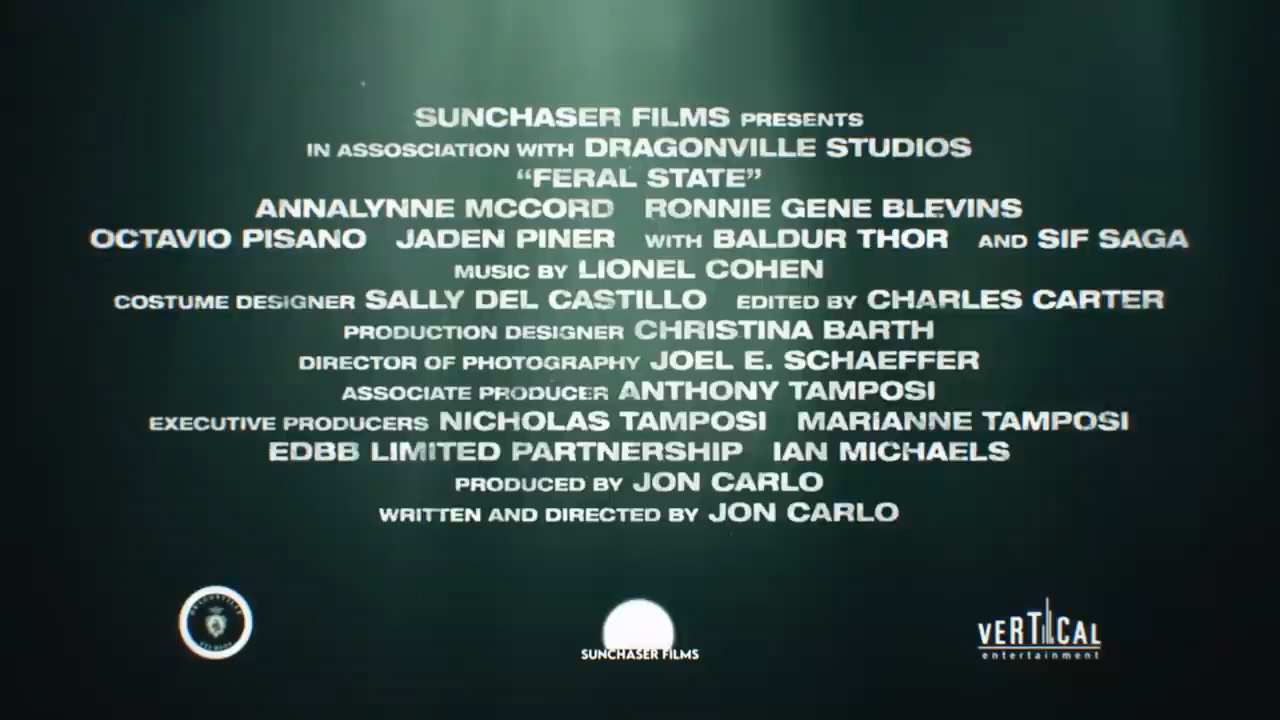 SUNCHASER FILMS PRESENTS
IN ASSOSCIATION WITH DRAGONVILLE STUDIOS
“FERAL STATE”
ANNALYNNE MCCORD RONNIE GENE BLEVINS
OCTAVIO PISANO JADEN PINER WITH BALDUR THOR AND SIF SAGA
MUSIC BY LIONEL COHEN
COSTUME DESIGNER SALLY DEL CASTILLO EDITED BY CHARLES CARTER
PRODUCTION DESIGNER CHRISTINA BARTH
DIRECTOR OF PHOTOGRAPHY JOEL E. SCHAEFFER
ASSOCIATE PRODUCER ANTHONY TAMPOSI
EXECUTIVE PRODUCERS NICHOLAS TAMPOSI MARIANNE TAMPOSI
EDBB LIMITED PARTNERSHIP IAN MICHAELS
PRODUCED BY JON CARLO
WRITTEN AND DIRECTED BY JON CARLO
SUNCHASER FILMS
VERTICAL
entertainment